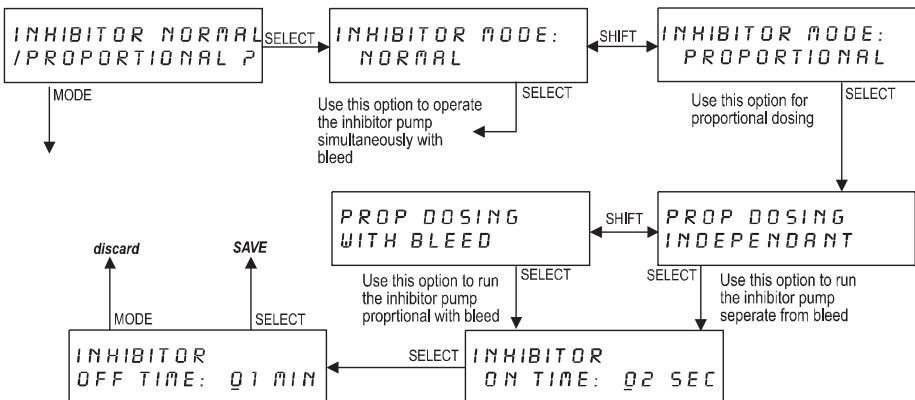 INHIBITOR NORMAL
/PROPORTIONAL ?
SELECT
INHIBITOR MODE:
NORMAL
SHIFT
INHIBITOR MODE:
PROPORTIONAL
MODE
SELECT
Use this option to operate
the inhibitor pump
simultaneously with
bleed
SELECT
Use this option for
proportional dosing
PROP DOSING
WITH BLEED
SHIFT
PROP DOSING
INDEPENDANT
discard
SAVE
SELECT
Use this option to run
the inhibitor pump
proprtional with bleed
SELECT
Use this option to run
the inhibitor pump
seperate from bleed
MODE
SELECT
INHIBITOR
OFF TIME: 01 MIN
SELECT
INHIBITOR
ON TIME: 02 SEC